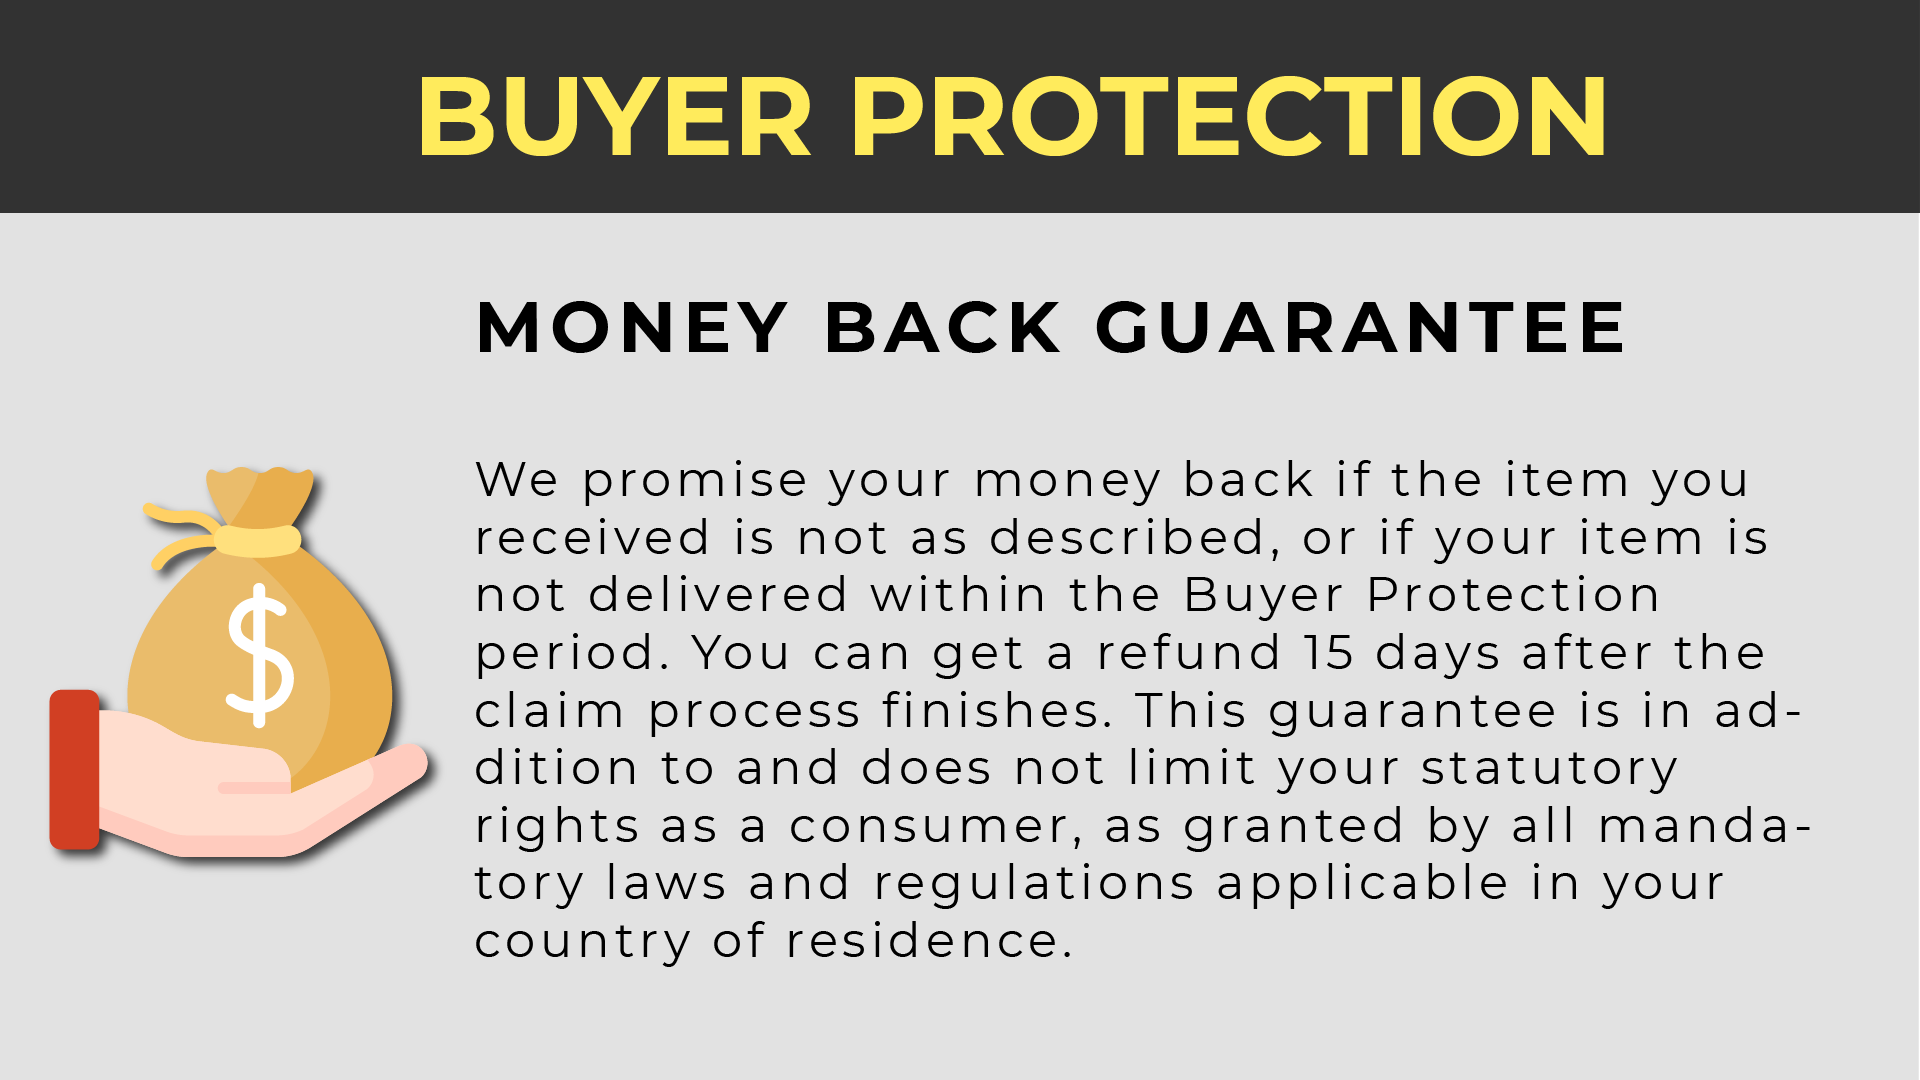 BUYER PROTECTION
MONEY BACK GUARANTEE
We promise your money back if the item you
received is not as described, or if your item is
not delivered within the Buyer Protection
period. You can get a refund 15 days after the
claim process finishes. This guarantee is in ad-
dition to and does not limit your statutory
rights as a consumer, as granted by all manda-
tory laws and regulations applicable in your
country of residence.
$